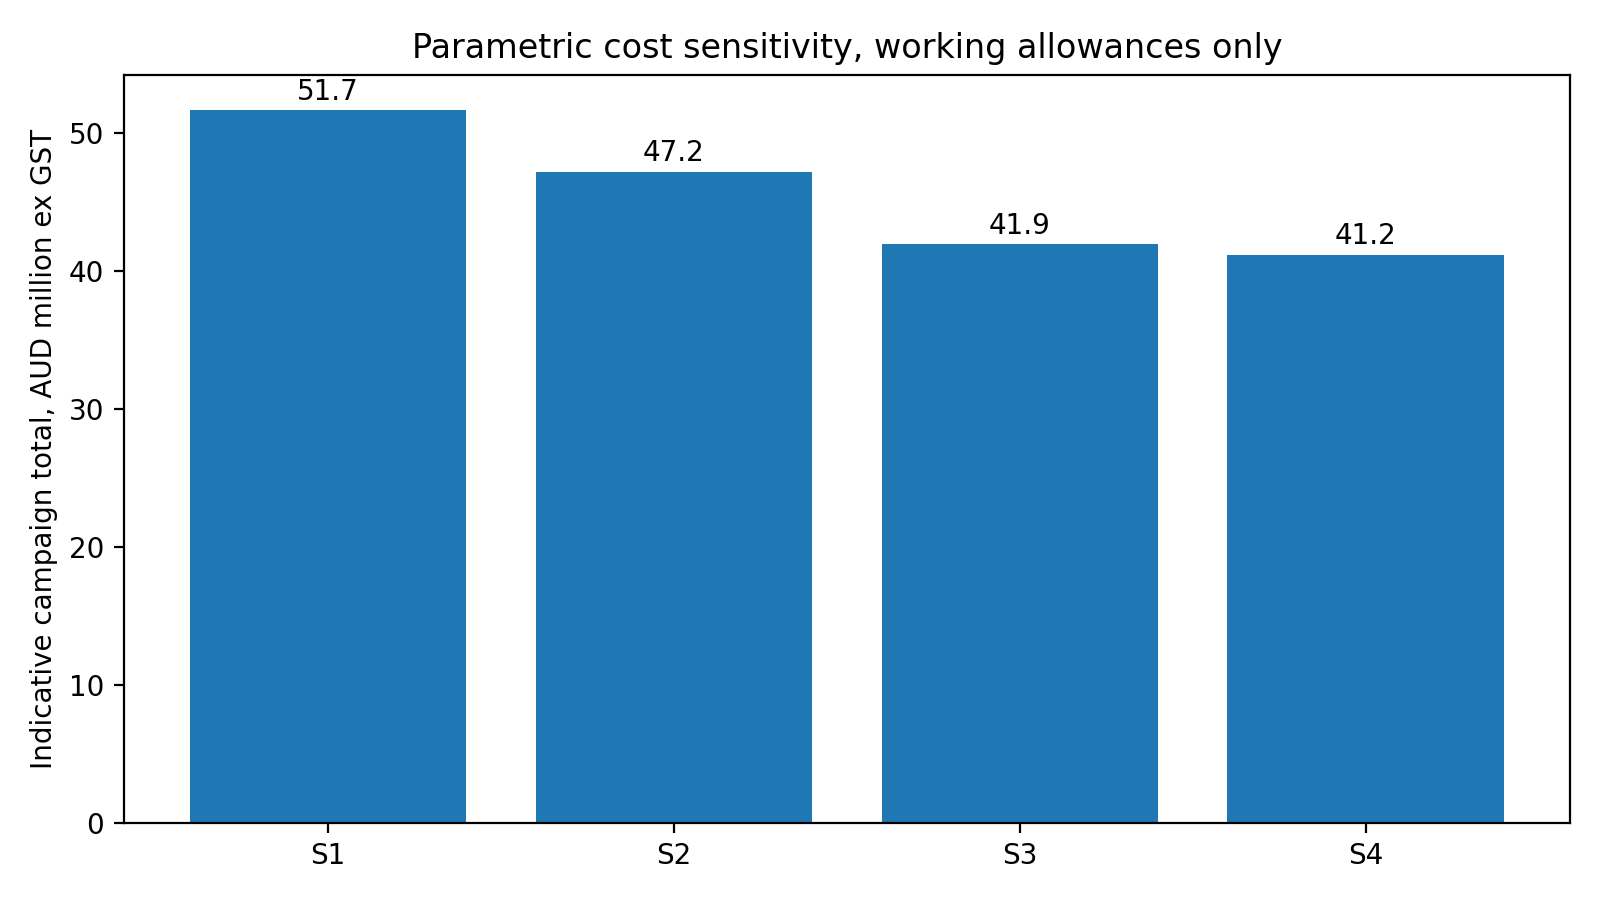 Parametric cost sensitivity, working allowances only
Indicative campaign total, AUD million ex GST
50
40
30
20
10
0
51.7
47.2
41.9
41.2
S1
S2
S3
S4